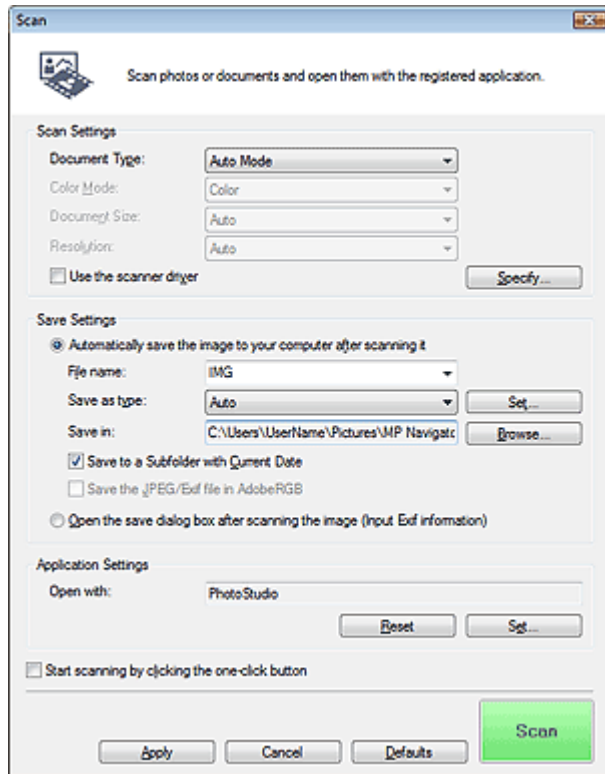 Scan
Scan photos or documents and open them with the registered application.
Scan Settings
Document Type: Auto Mode
Color Mode: Color
Document Size: Auto
Resolution: Auto
Use the scanner driver Specify...
Save Settings
Automatically save the image to your computer after scanning it
File name: IMG
Save as type: Auto Set...
Save in: C:\Users\UserName\Pictures\MP Navigatc Browse...
Save to a Subfolder with Current Date
Save the JPEG/Exif file in AdobeRGB
Open the save dialog box after scanning the image (Input Exif information)
Application Settings
Open with: PhotoStudio
Reset Set...
Start scanning by clicking the one-click button
Scan
Apply Cancel Defaults